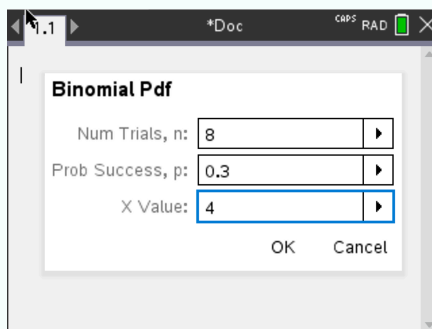 1.1 *Doc CAPS RAD
Binomial Pdf
Num Trials, n: 8
Prob Success, p: 0.3
X Value: 4
OK Cancel